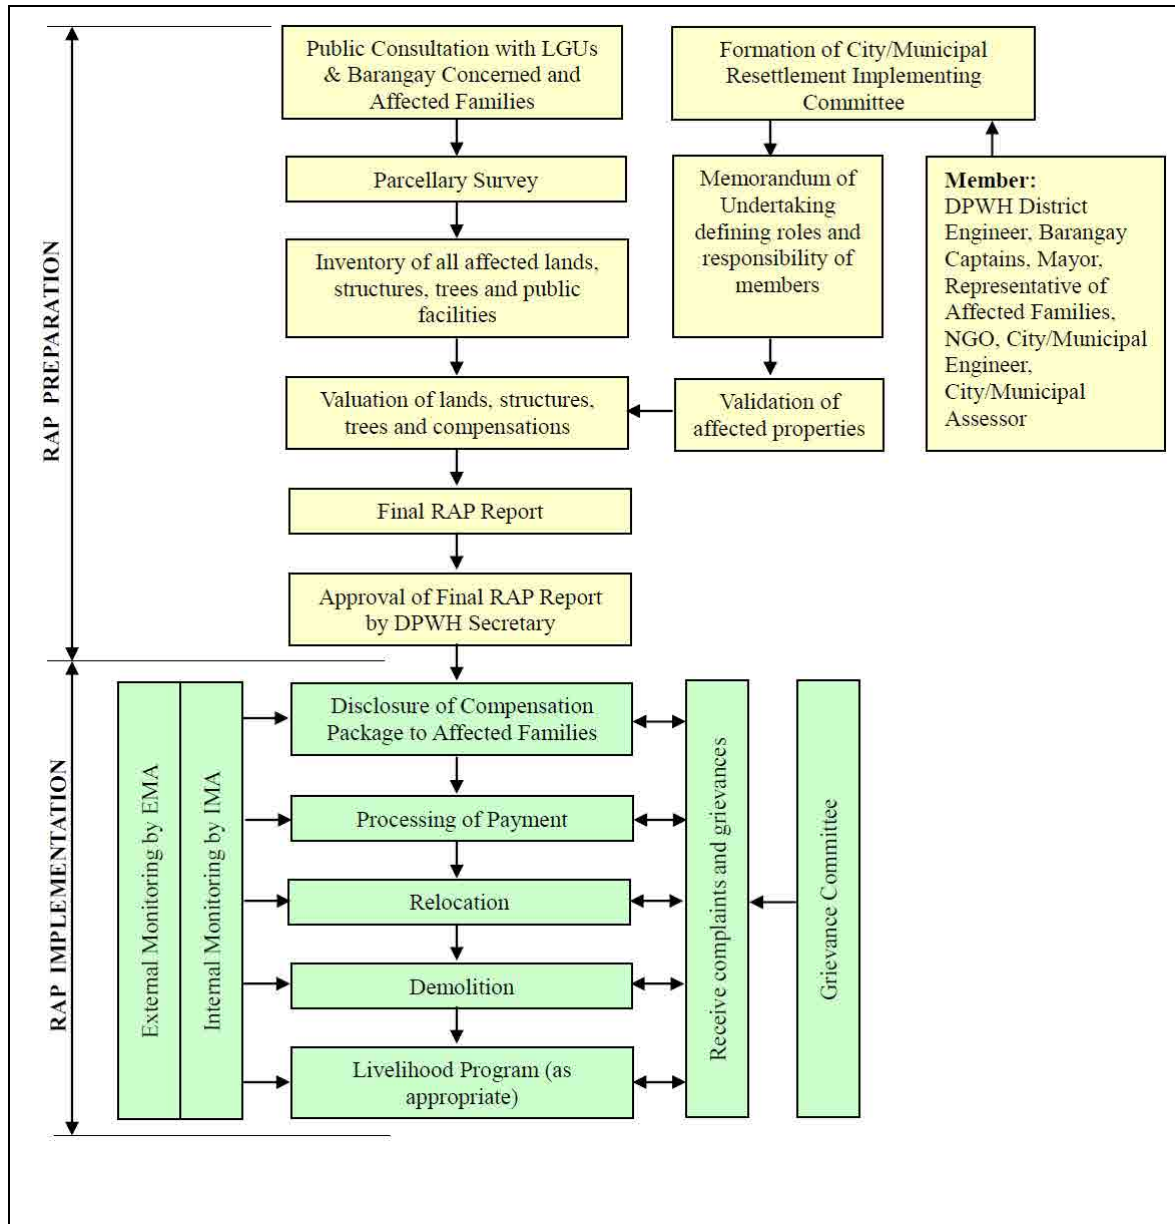 RAP PREPARATION
Public Consultation with LGUs
& Barangay Concerned and
Affected Families
Parcellary Survey
Inventory of all affected lands,
structures, trees and public
facilities
Valuation of lands, structures,
trees and compensations
Final RAP Report
Approval of Final RAP Report
by DPWH Secretary
Formation of City/Municipal
Resettlement Implementing
Committee
Memorandum of
Undertaking
defining roles and
responsibility of
members
Validation of
affected properties
Member:
DPWH District
Engineer, Barangay
Captains, Mayor,
Representative of
Affected Families,
NGO, City/Municipal
Engineer,
City/Municipal
Assessor
RAP IMPLEMENTATION
External Monitoring by EMA
Internal Monitoring by IMA
Disclosure of Compensation
Package to Affected Families
Processing of Payment
Relocation
Demolition
Livelihood Program (as
appropriate)
Receive complaints and grievances
Grievance Committee